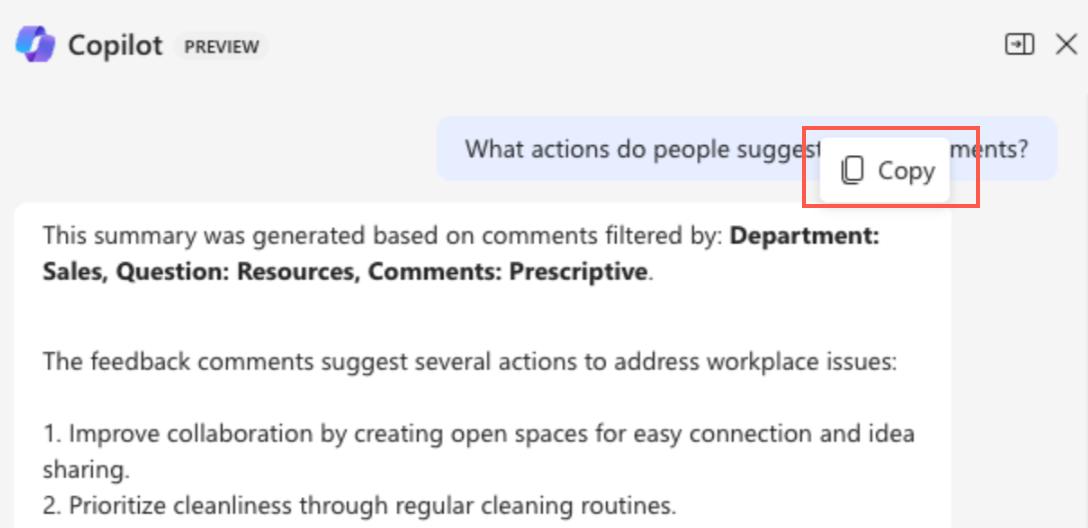 Copilot PREVIEW
What actions do people suggest ments?
Copy
This summary was generated based on comments filtered by: Department:
Sales, Question: Resources, Comments: Prescriptive.
The feedback comments suggest several actions to address workplace issues:
1. Improve collaboration by creating open spaces for easy connection and idea
sharing.
2. Prioritize cleanliness through regular cleaning routines.